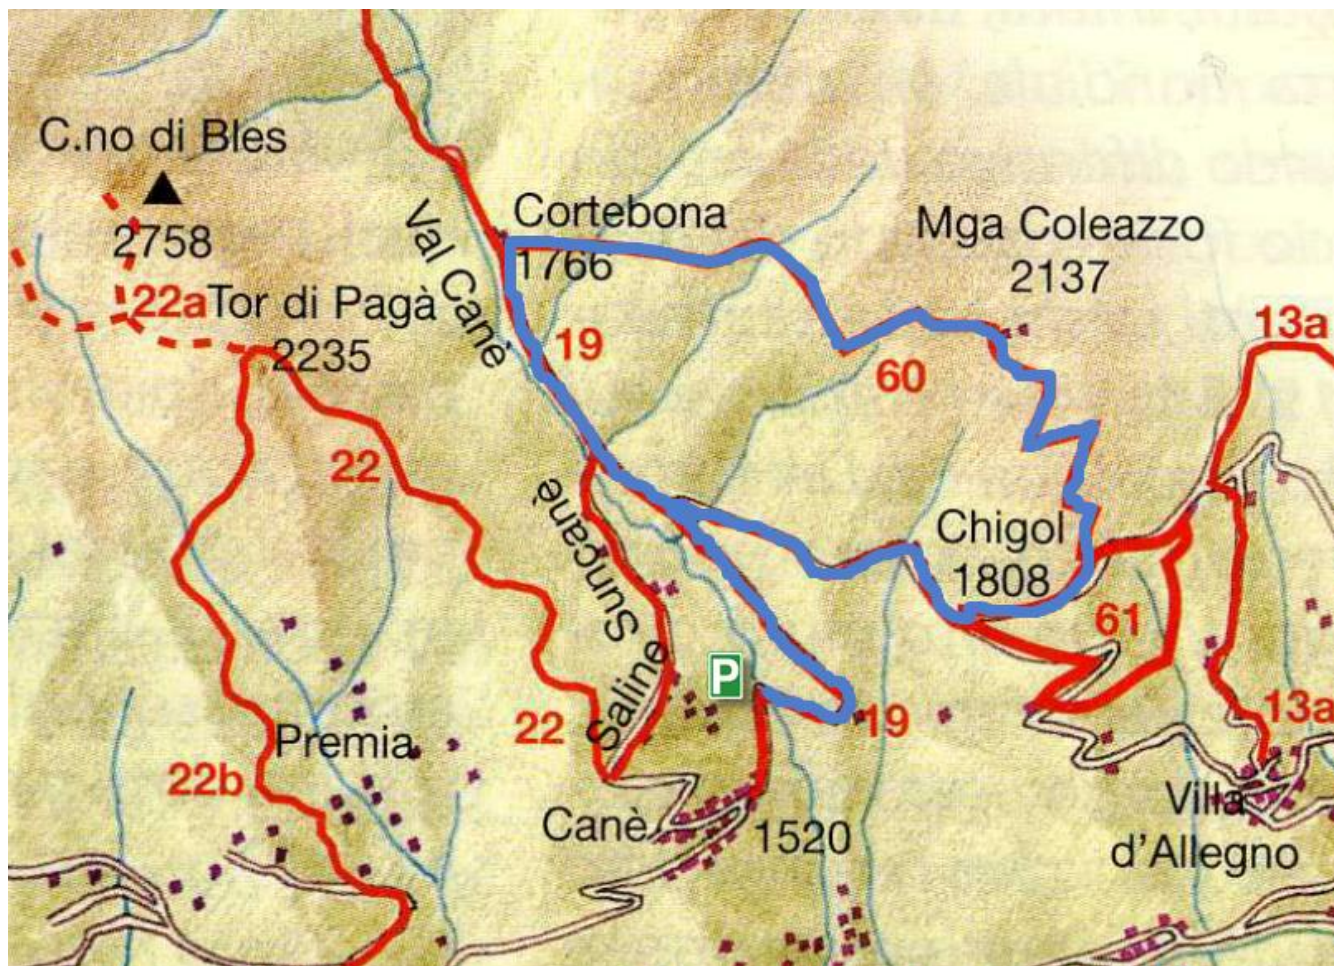 C.no di Bles
2758
22a
Tor di Pagà
2235
Val Canè
Cortebona
1766
Mga Coleazzo
2137
13a
19
60
22
Sunçanè
Saline
Chigol
1808
61
P
22
19
13a
Premia
22b
Canè
1520
Villa
d'Allegno